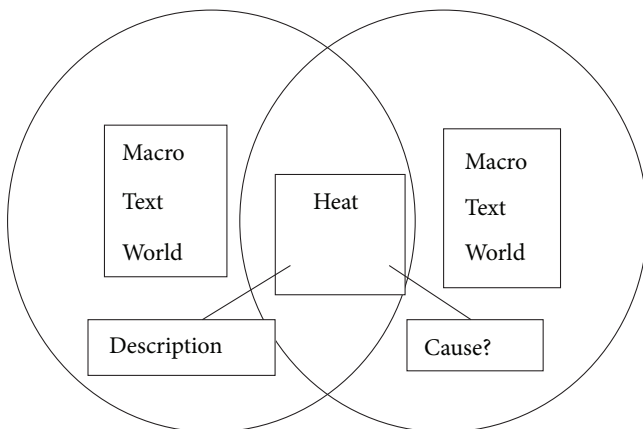 Macro
Text
World
Heat
Macro
Text
World
Description
Cause?